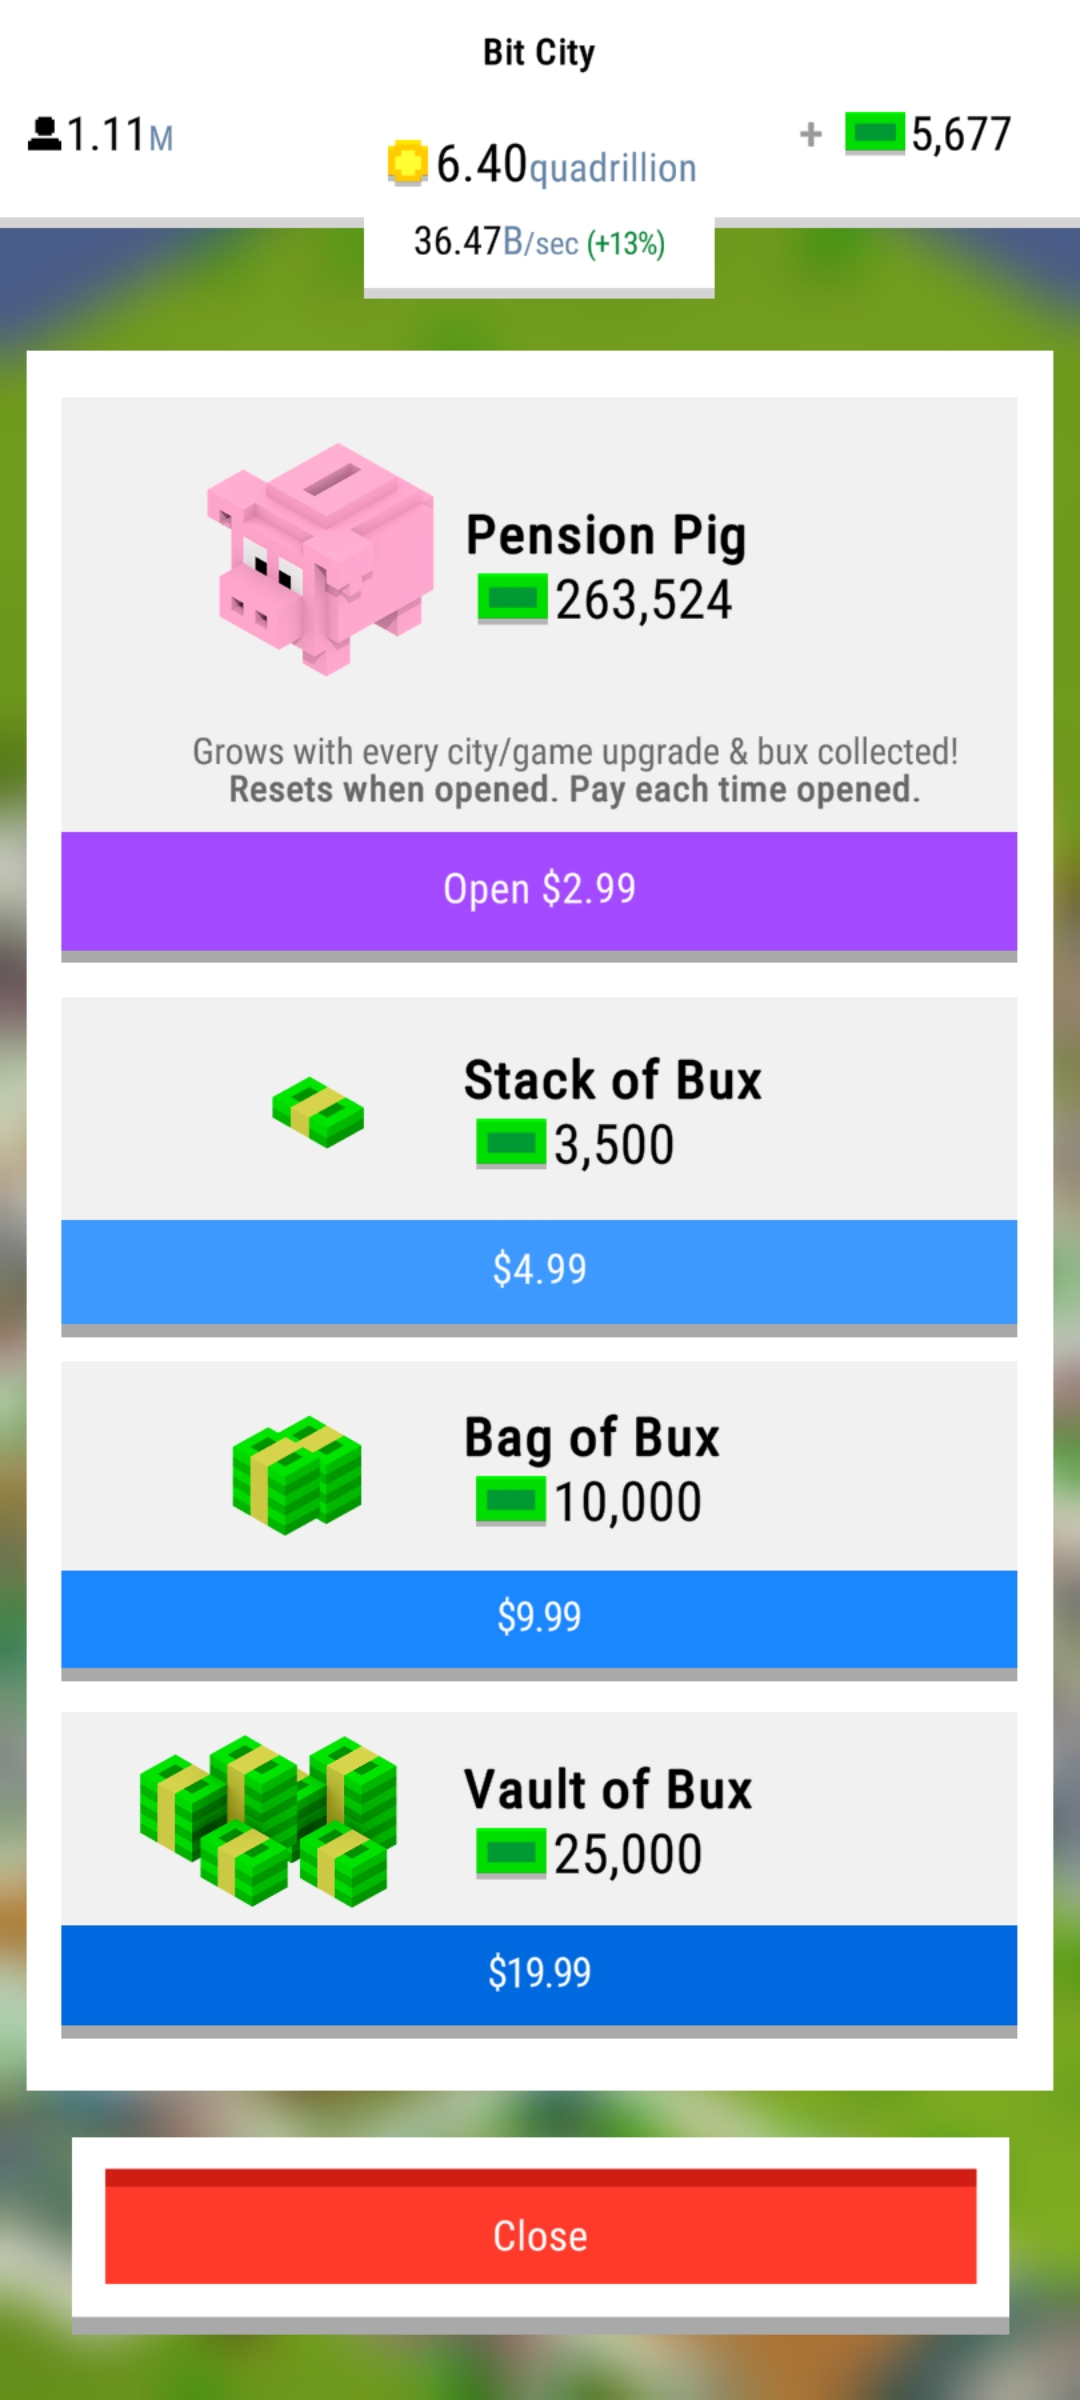 Bit City
1.11M
6.40quadrillion
+ 5,677
36.47B/sec (+13%)
Pension Pig
263,524
Grows with every city/game upgrade & bux collected!
Resets when opened. Pay each time opened.
Open $2.99
Stack of Bux
3,500
$4.99
Bag of Bux
10,000
$9.99
Vault of Bux
25,000
$19.99
Close